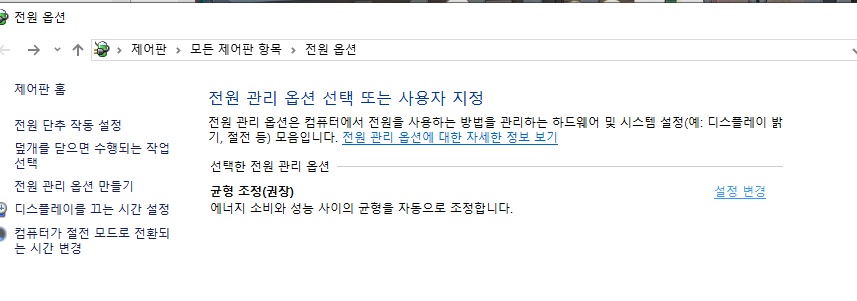 전원 옵션
제어판 > 모든 제어판 항목 > 전원 옵션
제어판 홈
전원 단추 작동 설정
덮개를 닫으면 수행되는 작업
선택
전원 관리 옵션 만들기
디스플레이를 끄는 시간 설정
컴퓨터가 절전 모드로 전환되
는 시간 변경
전원 관리 옵션 선택 또는 사용자 지정
전원 관리 옵션은 컴퓨터에서 전원을 사용하는 방법을 관리하는 하드웨어 및 시스템 설정(예: 디스플레이 밝
기, 절전 등) 모음입니다. 전원 관리 옵션에 대한 자세한 정보 보기
선택한 전원 관리 옵션
균형 조정(권장) 설정 변경
에너지 소비와 성능 사이의 균형을 자동으로 조정합니다.